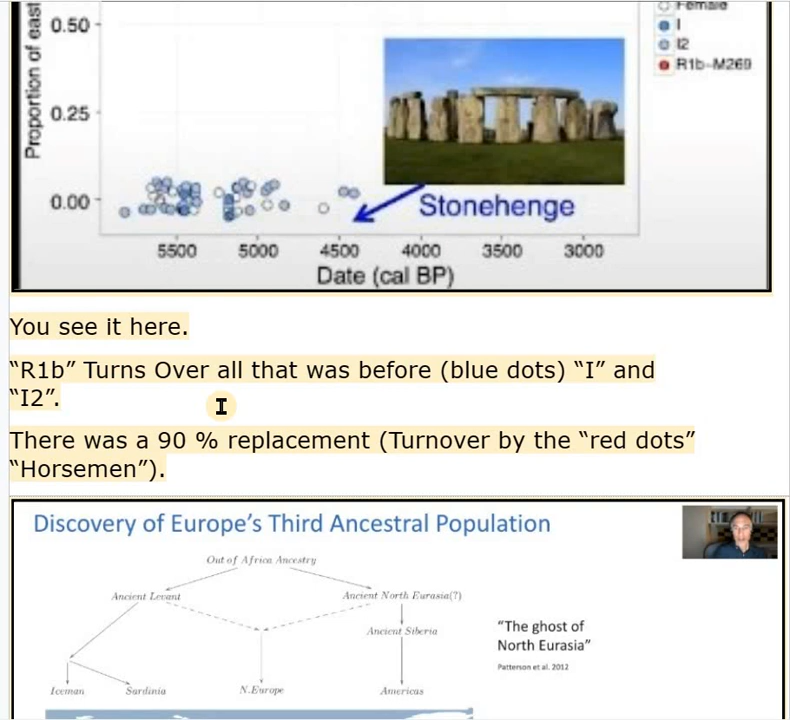 Proportion of east
0.50
0.25
0.00
Female
I
I2
R1b-M269
Stonehenge
5500 5000 4500 4000 3500 3000
Date (cal BP)
You see it here.
“R1b” Turns Over all that was before (blue dots) “I” and
“I2”.
There was a 90 % replacement (Turnover by the “red dots”
“Horsemen”).
Discovery of Europe’s Third Ancestral Population
Out of Africa Ancestry
Ancient Levant Ancient North Eurasia(?)
Ancient Siberia
“The ghost of
North Eurasia”
Patterson et al. 2012
Iceman Sardinia N.Europe Americas